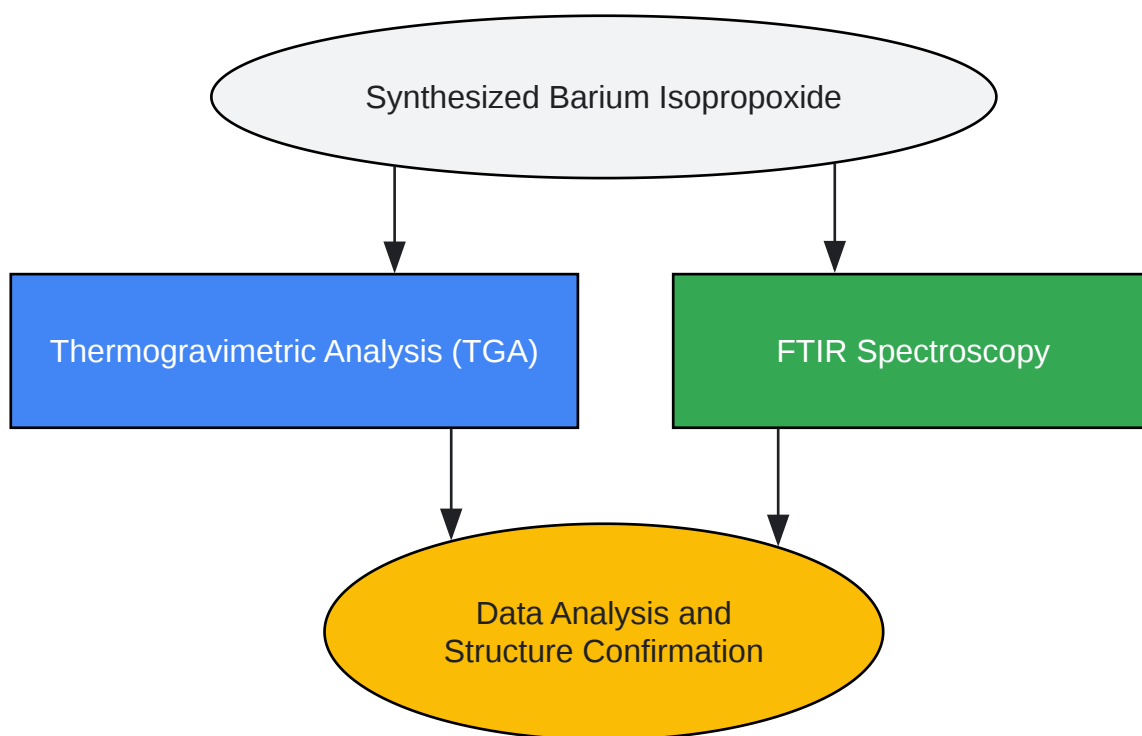 Synthesized Barium Isopropoxide
Thermogravimetric Analysis (TGA)
FTIR Spectroscopy
Data Analysis and
Structure Confirmation